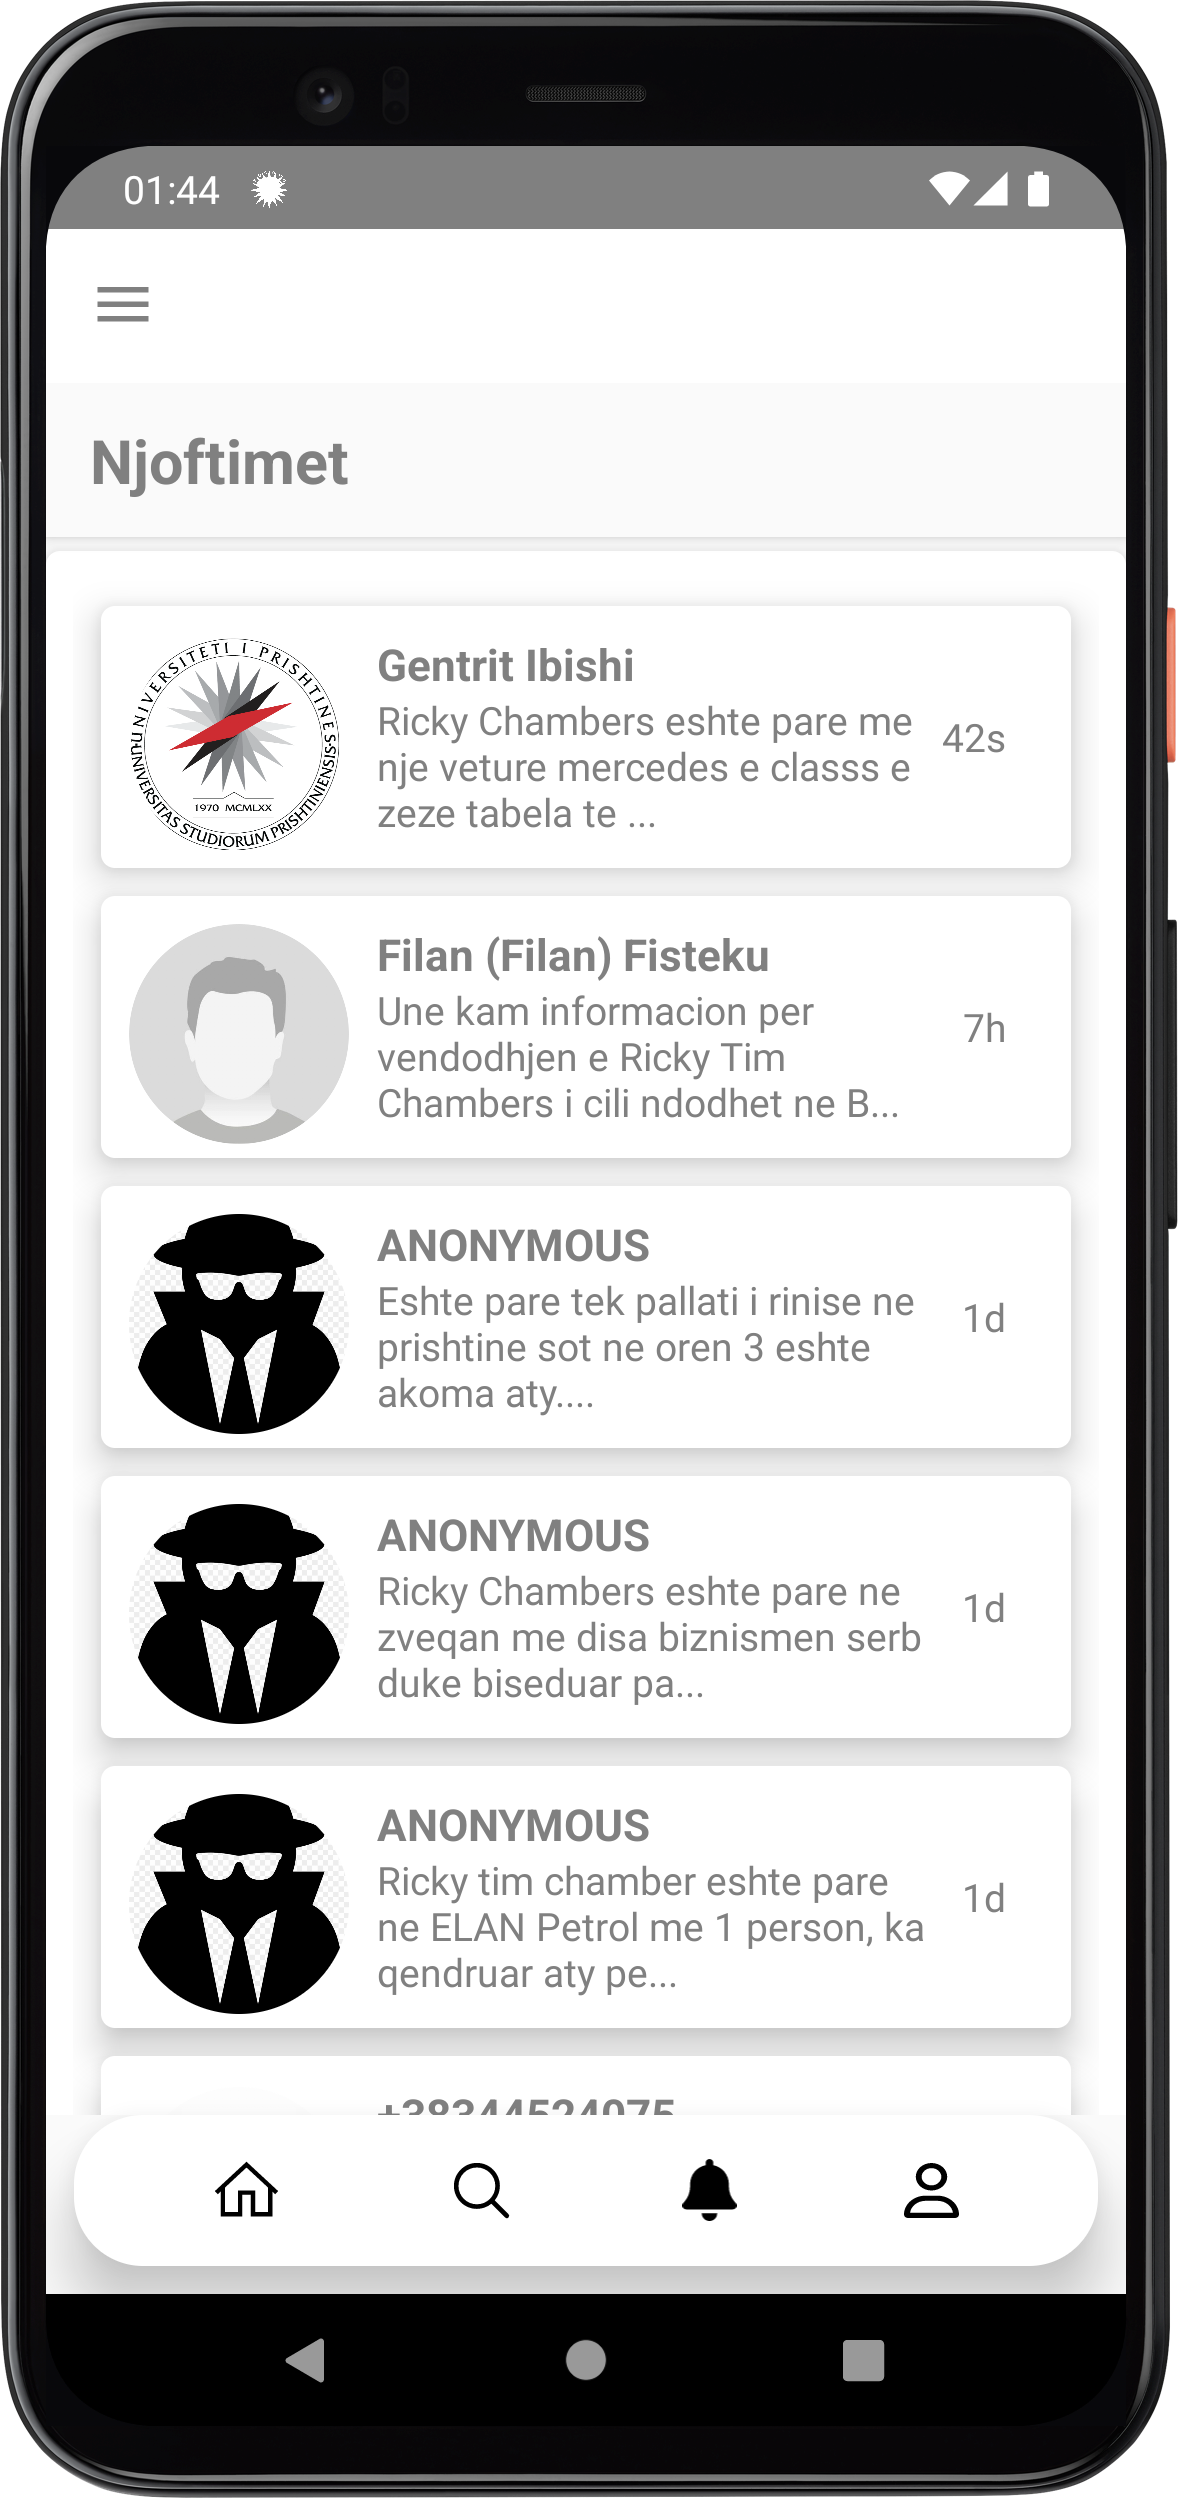 01:44
Njoftimet
UNIVERSITETI I PRISHTINËS
UNIVERSITAS STUDIORUM PRISHTINIENSIS
1970 MCMLXX
Gentrit Ibishi
Ricky Chambers eshte pare me
nje veture mercedes e classs e
zeze tabela te ...
42s
Filan (Filan) Fisteku
Une kam informacion per
vendodhjen e Ricky Tim
Chambers i cili ndodhet ne B...
7h
ANONYMOUS
Eshte pare tek pallati i rinise ne
prishtine sot ne oren 3 eshte
akoma aty....
1d
ANONYMOUS
Ricky Chambers eshte pare ne
zveqan me disa biznismen serb
duke biseduar pa...
1d
ANONYMOUS
Ricky tim chamber eshte pare
ne ELAN Petrol me 1 person, ka
qendruar aty pe...
1d
+38344524075